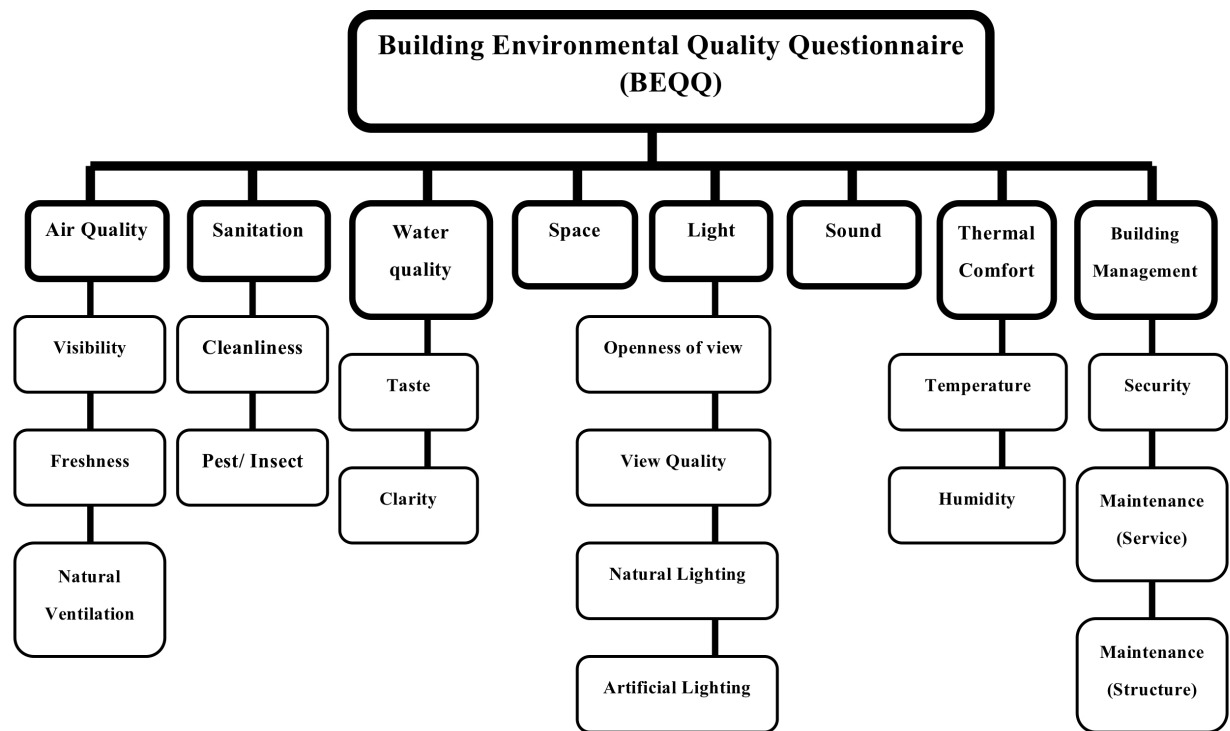 Building Environmental Quality Questionnaire
(BEQQ)
Air Quality
Sanitation
Water
quality
Space
Light
Sound
Thermal
Comfort
Building
Management
Visibility
Freshness
Natural
Ventilation
Cleanliness
Pest/ Insect
Taste
Clarity
Openness of view
View Quality
Natural Lighting
Artificial Lighting
Temperature
Humidity
Security
Maintenance
(Service)
Maintenance
(Structure)